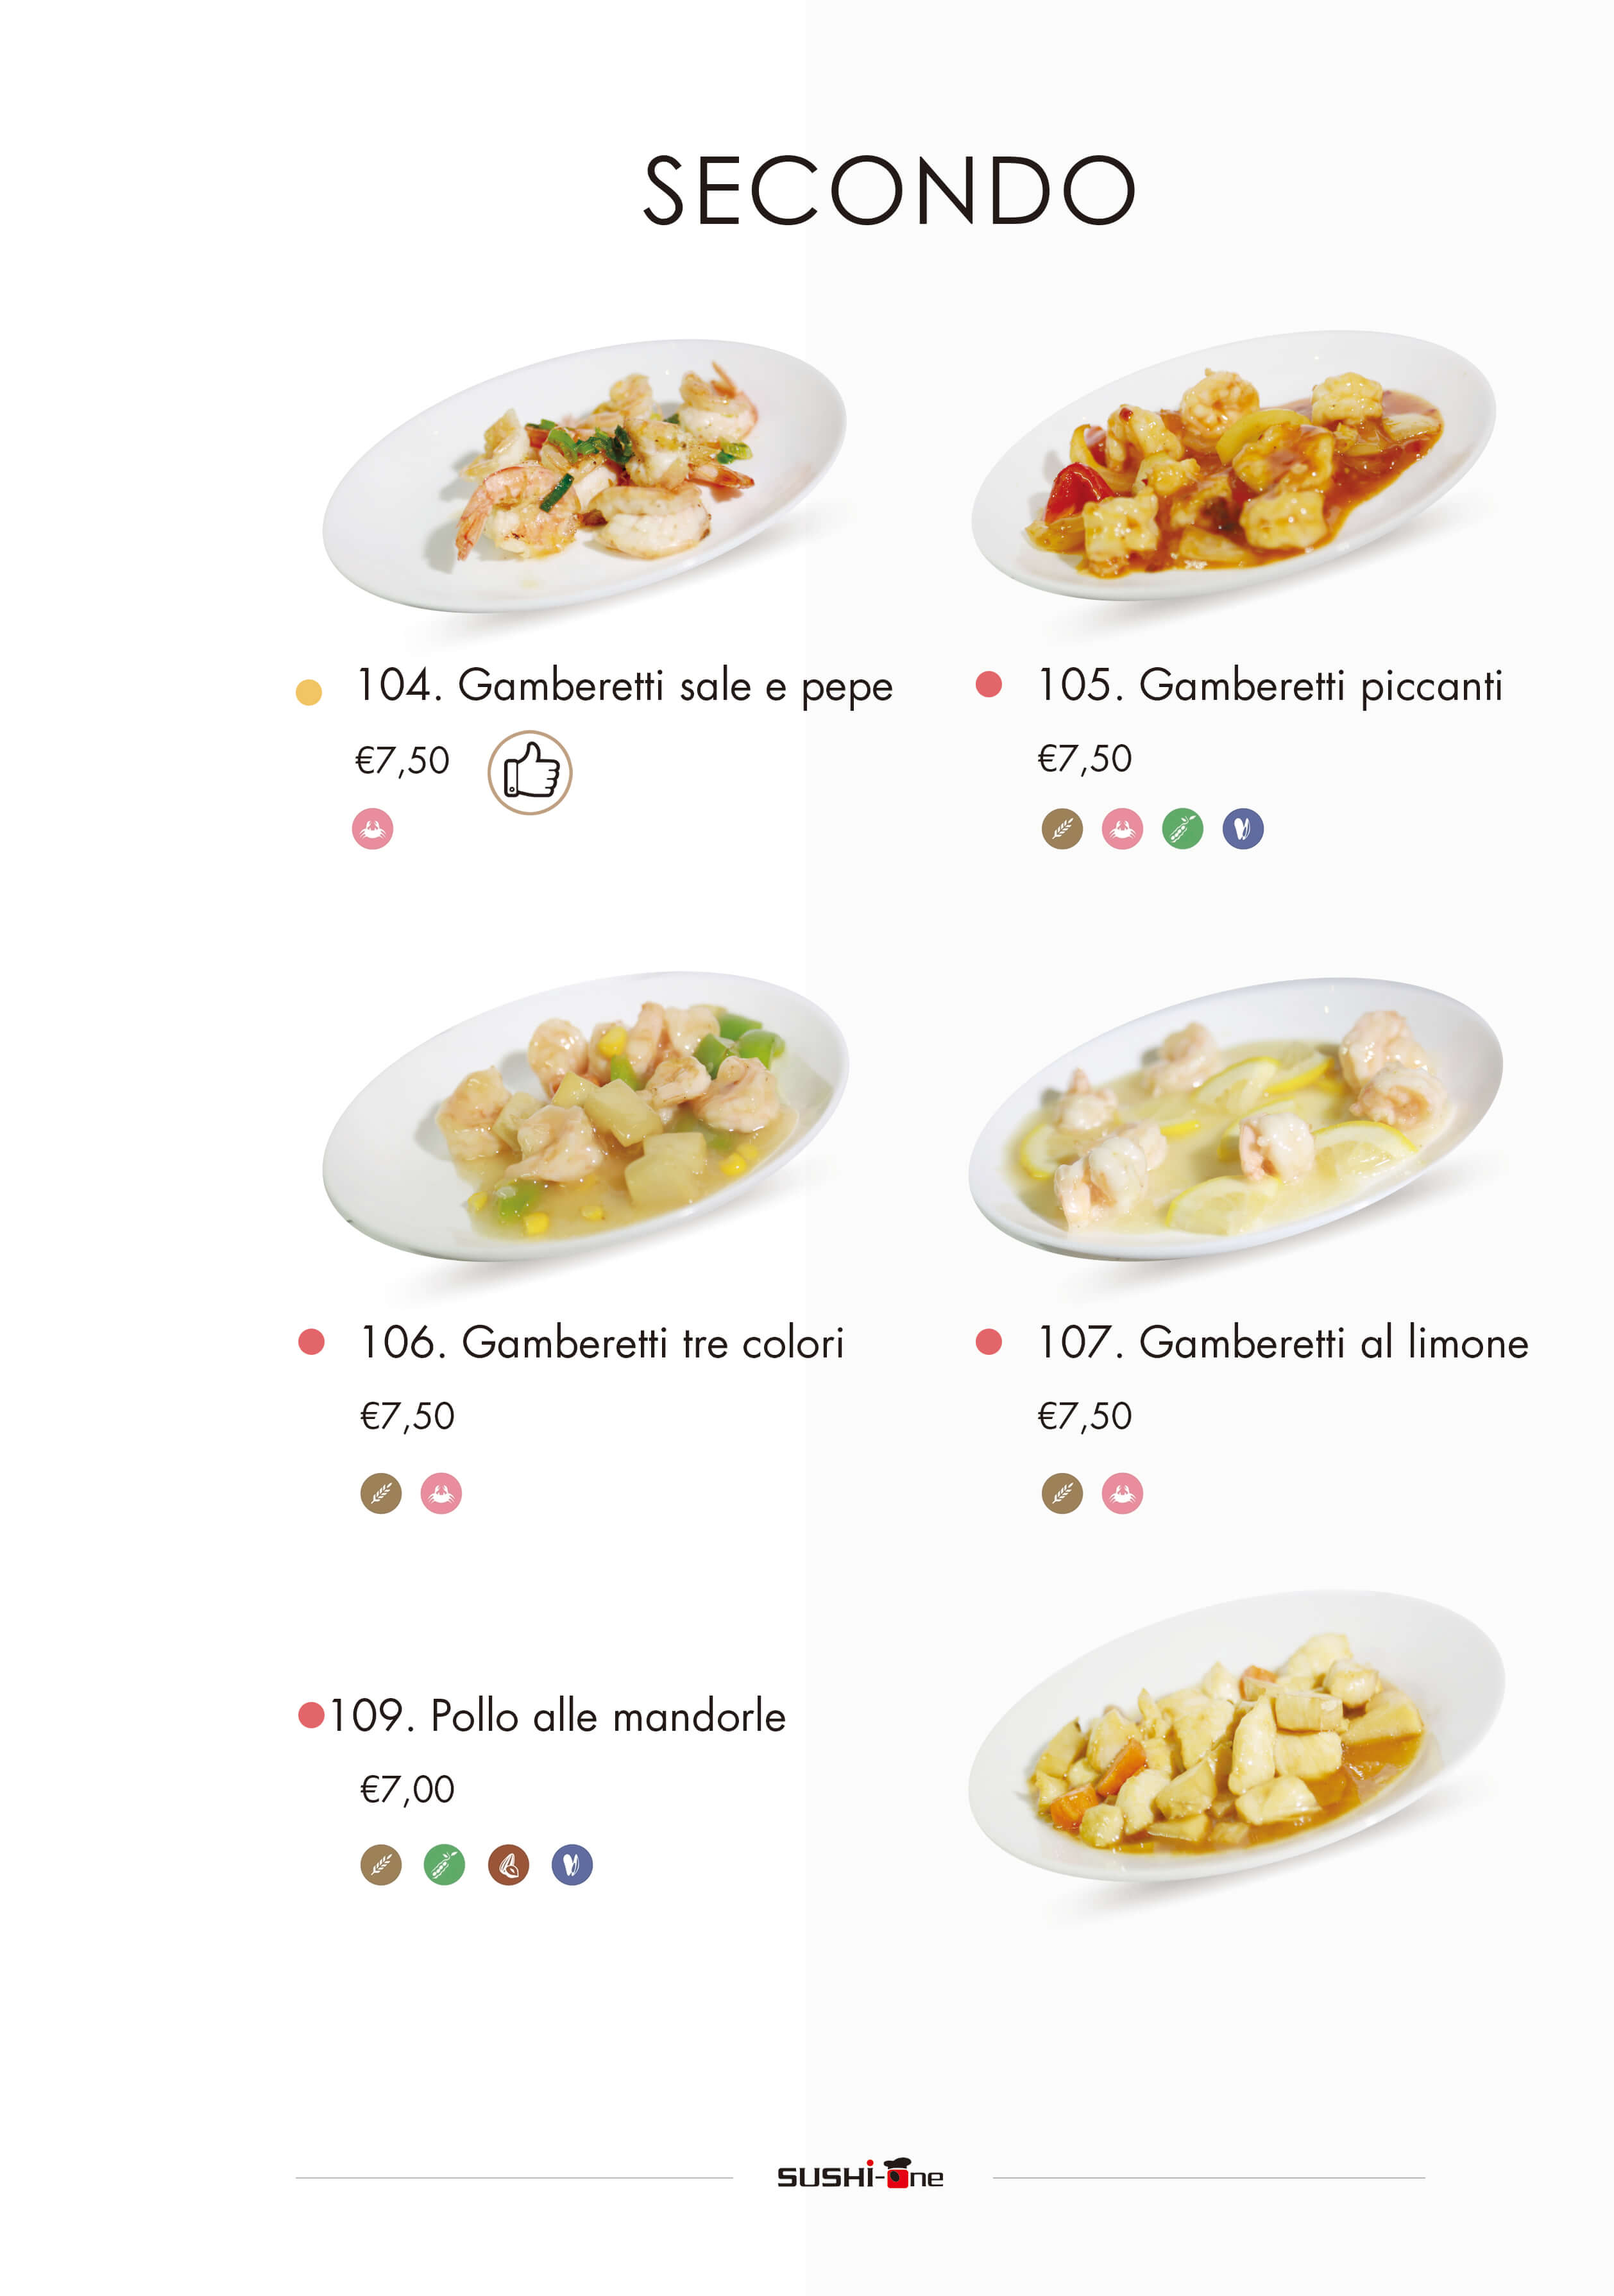 SECONDO
104. Gamberetti sale e pepe
€7,50
105. Gamberetti piccanti
€7,50
106. Gamberetti tre colori
€7,50
107. Gamberetti al limone
€7,50
109. Pollo alle mandorle
€7,00
SUSHi-One